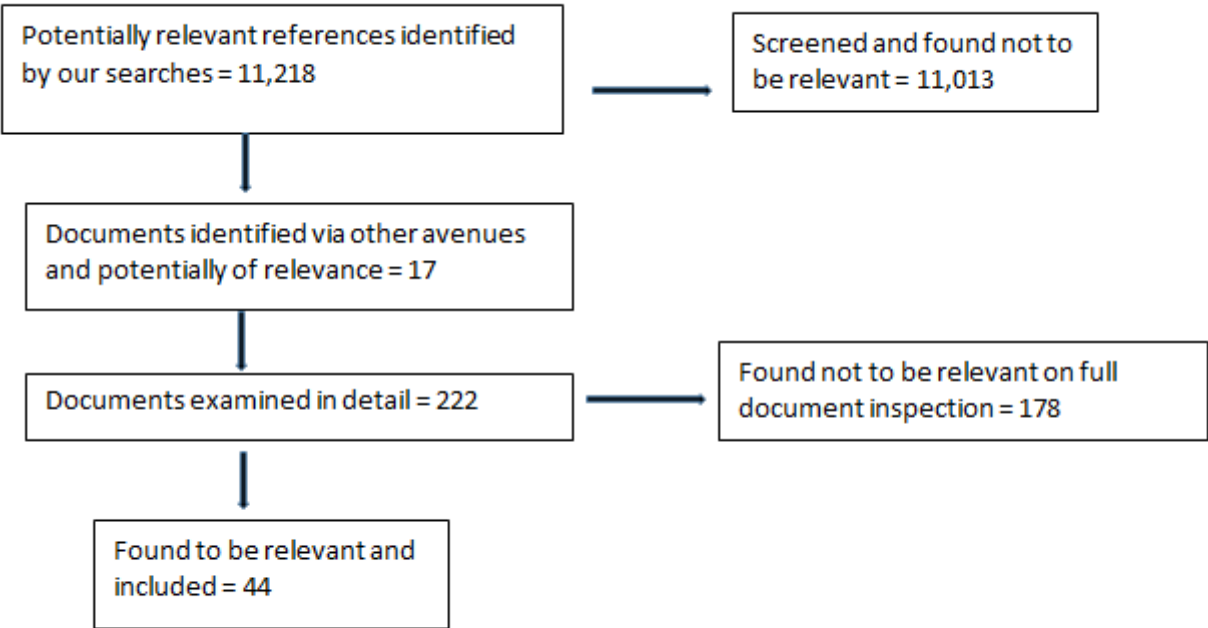 Potentially relevant references identified
by our searches = 11,218
Screened and found not to
be relevant = 11,013
Documents identified via other avenues
and potentially of relevance = 17
Documents examined in detail = 222
Found not to be relevant on full
document inspection = 178
Found to be relevant and
included = 44